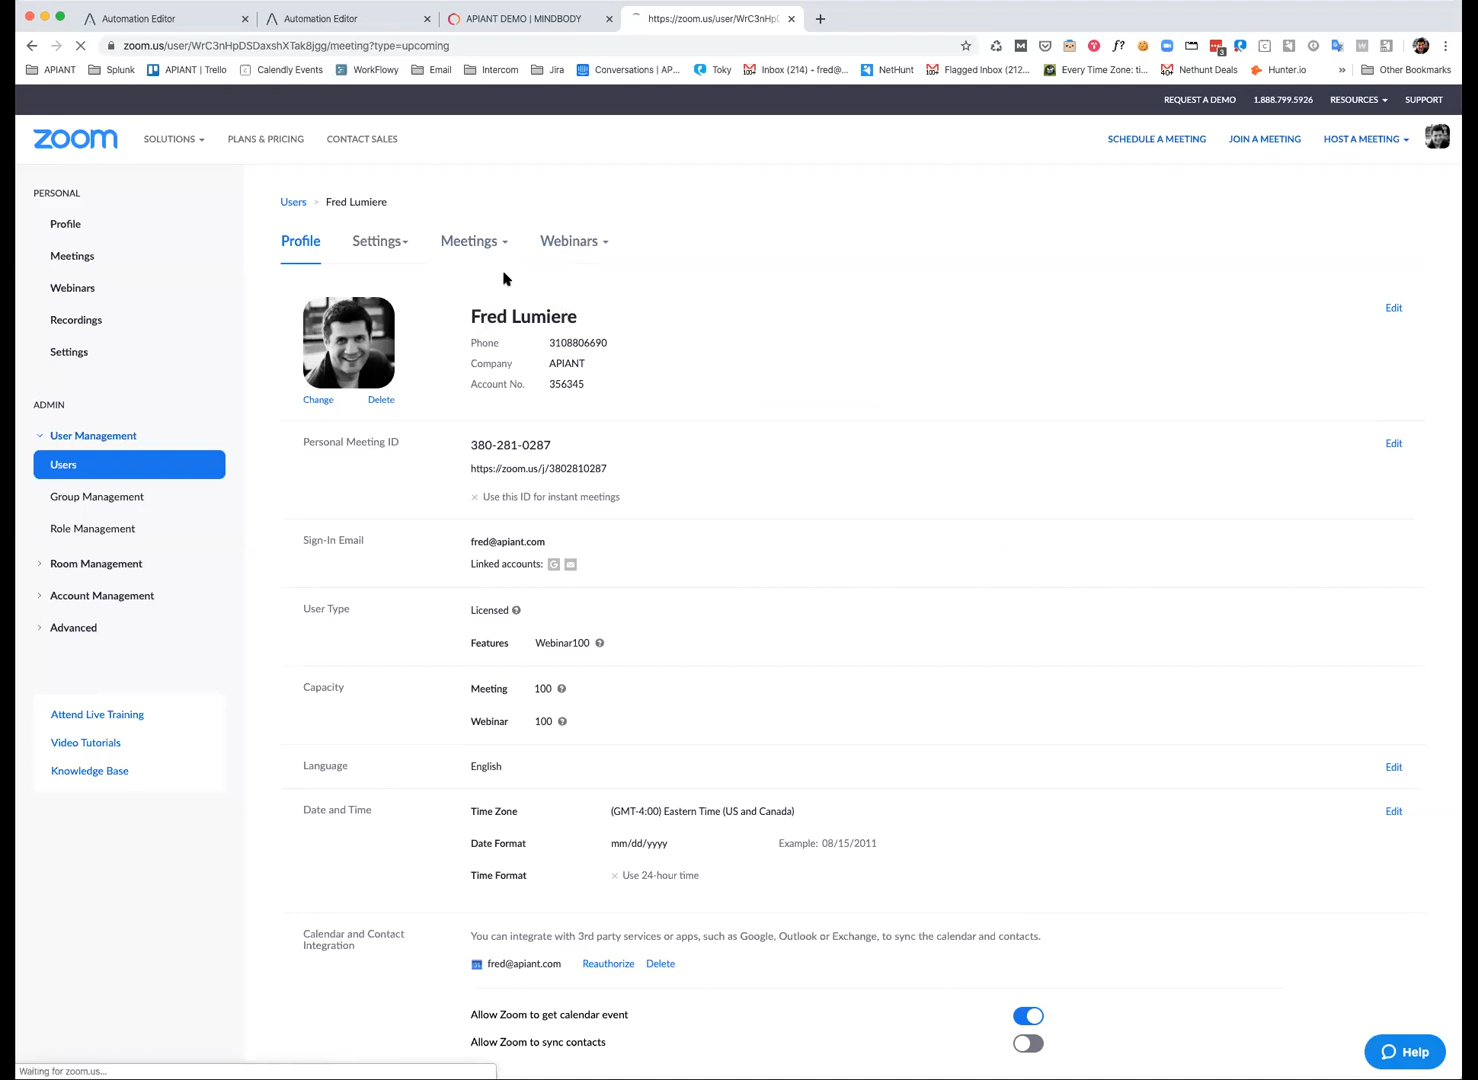 Automation Editor
Automation Editor
APIANT DEMO | MINDBODY
https://zoom.us/user/WrC3nHpD
zoom.us/user/WrC3nHpDSDaxshXTak8jgg/meeting?type=upcoming
APIANT
Splunk
APIANT | Trello
Calendly Events
WorkFlowy
Email
Intercom
Jira
Conversations | AP...
Toky
Inbox (214) - fred@...
NetHunt
Flagged Inbox (212...
Every Time Zone: ti...
Nethunt Deals
Hunter.io
»
Other Bookmarks
REQUEST A DEMO
1.888.799.5926
RESOURCES
SUPPORT
zoom
SOLUTIONS
PLANS & PRICING
CONTACT SALES
SCHEDULE A MEETING
JOIN A MEETING
HOST A MEETING
PERSONAL
Profile
Meetings
Webinars
Recordings
Settings
ADMIN
User Management
Users
Group Management
Role Management
Room Management
Account Management
Advanced
Attend Live Training
Video Tutorials
Knowledge Base
Users > Fred Lumiere
Profile
Settings
Meetings
Webinars
Change
Delete
Fred Lumiere
Edit
Phone 3108806690
Company APIANT
Account No. 356345
Personal Meeting ID
380-281-0287
Edit
https://zoom.us/j/3802810287
× Use this ID for instant meetings
Sign-In Email
fred@apiant.com
Linked accounts:
User Type
Licensed
Features Webinar100
Capacity
Meeting 100
Webinar 100
Language
English
Edit
Date and Time
Time Zone (GMT-4:00) Eastern Time (US and Canada)
Edit
Date Format mm/dd/yyyy Example: 08/15/2011
Time Format × Use 24-hour time
Calendar and Contact
Integration
You can integrate with 3rd party services or apps, such as Google, Outlook or Exchange, to sync the calendar and contacts.
fred@apiant.com Reauthorize Delete
Allow Zoom to get calendar event
Allow Zoom to sync contacts
Help
Waiting for zoom.us...